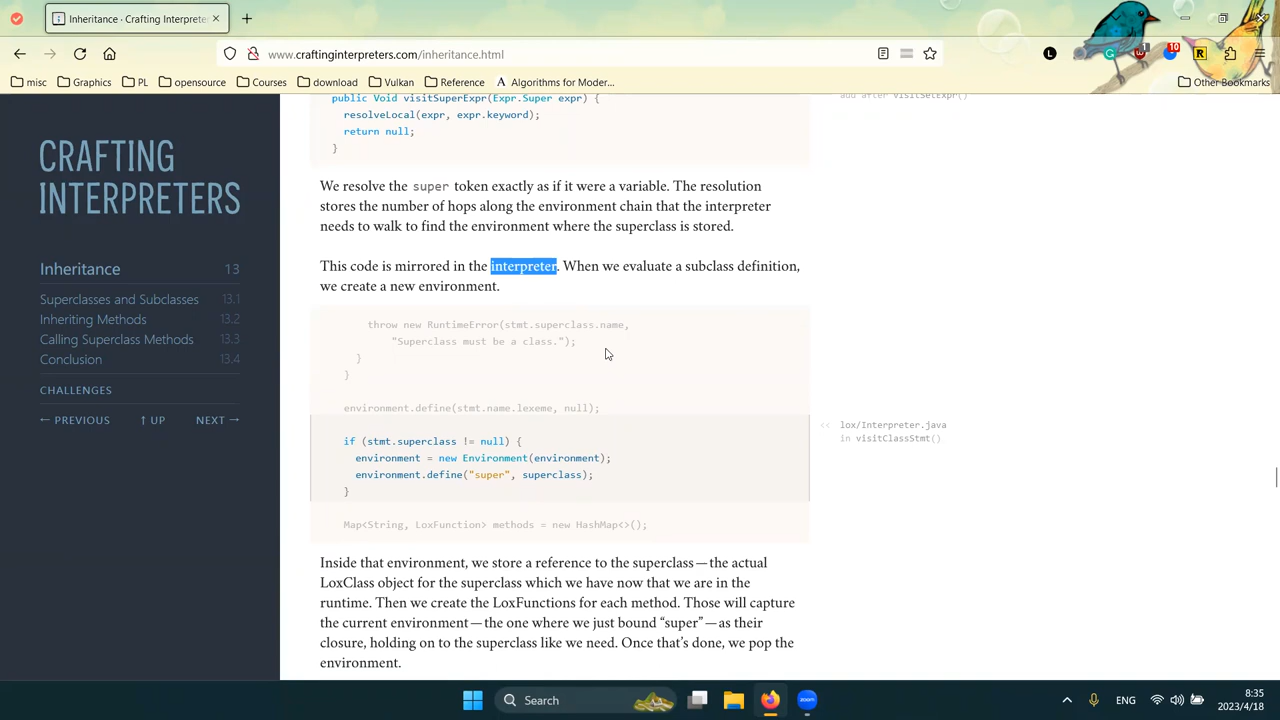 Inheritance · Crafting Interpreters
www.craftinginterpreters.com/inheritance.html
1
10
misc
Graphics
PL
opensource
Courses
download
Vulkan
Reference
Algorithms for Moder...
Other Bookmarks
CRAFTING
INTERPRETERS
Inheritance 13
Superclasses and Subclasses 13.1
Inheriting Methods 13.2
Calling Superclass Methods 13.3
Conclusion 13.4
CHALLENGES
← PREVIOUS ↑ UP NEXT →
public Void visitSuperExpr(Expr.Super expr) {
add after visitSetExpr()
resolveLocal(expr, expr.keyword);
return null;
}
We resolve the super token exactly as if it were a variable. The resolution
stores the number of hops along the environment chain that the interpreter
needs to walk to find the environment where the superclass is stored.
This code is mirrored in the interpreter. When we evaluate a subclass definition,
we create a new environment.
throw new RuntimeError(stmt.superclass.name,
"Superclass must be a class.");
}
}
environment.define(stmt.name.lexeme, null);
if (stmt.superclass != null) {
environment = new Environment(environment);
environment.define("super", superclass);
}
Map<String, LoxFunction> methods = new HashMap<>();
<< lox/Interpreter.java
in visitClassStmt()
Inside that environment, we store a reference to the superclass—the actual
LoxClass object for the superclass which we have now that we are in the
runtime. Then we create the LoxFunctions for each method. Those will capture
the current environment—the one where we just bound “super”—as their
closure, holding on to the superclass like we need. Once that’s done, we pop the
environment.
Search
zoom
ENG
8:35
2023/4/18